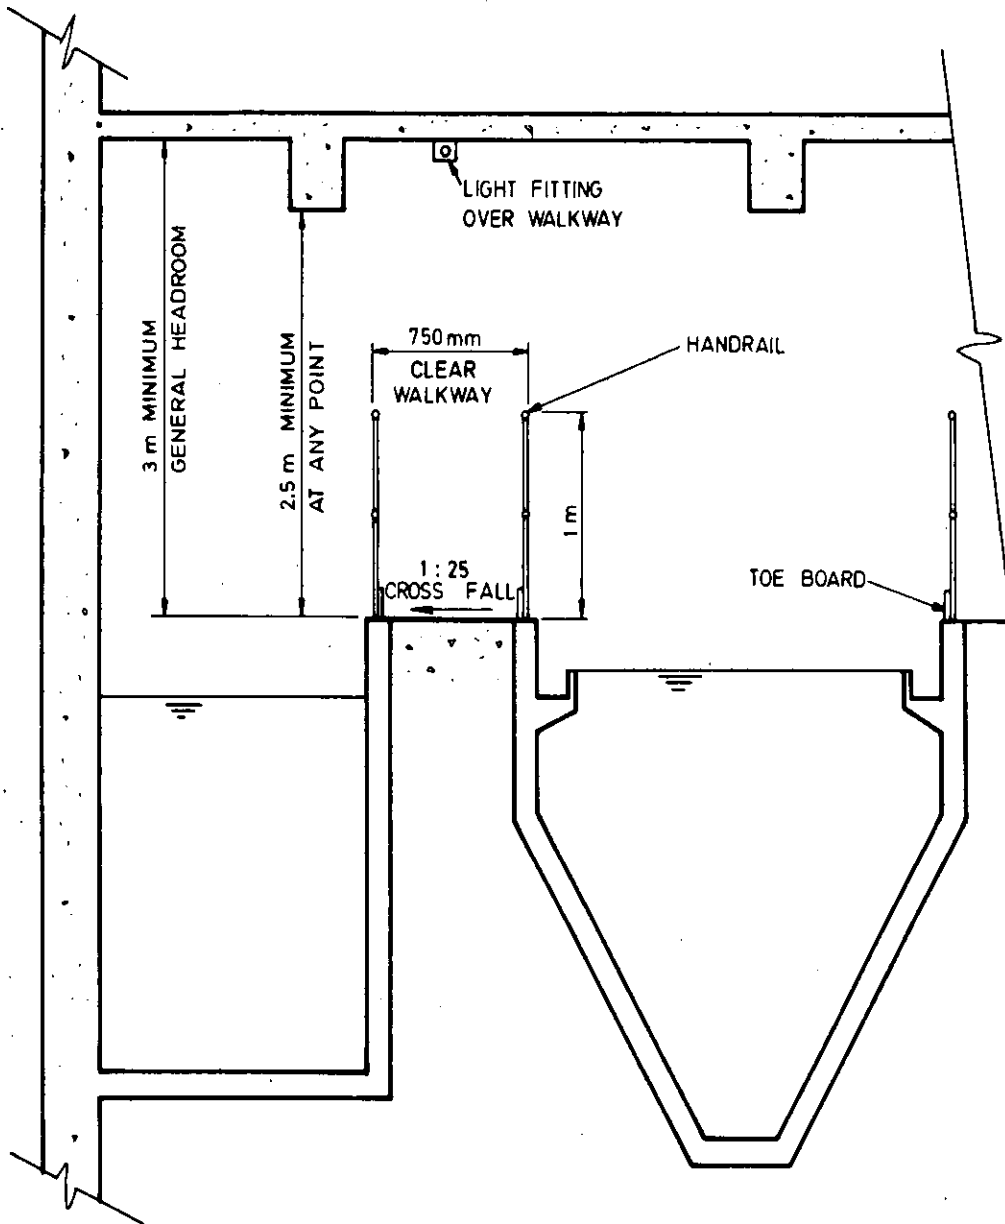 LIGHT FITTING
OVER WALKWAY
3 m MINIMUM
GENERAL HEADROOM
2.5 m MINIMUM
AT ANY POINT
750 mm
CLEAR
WALKWAY
HANDRAIL
1 m
1 : 25
CROSS FALL
TOE BOARD